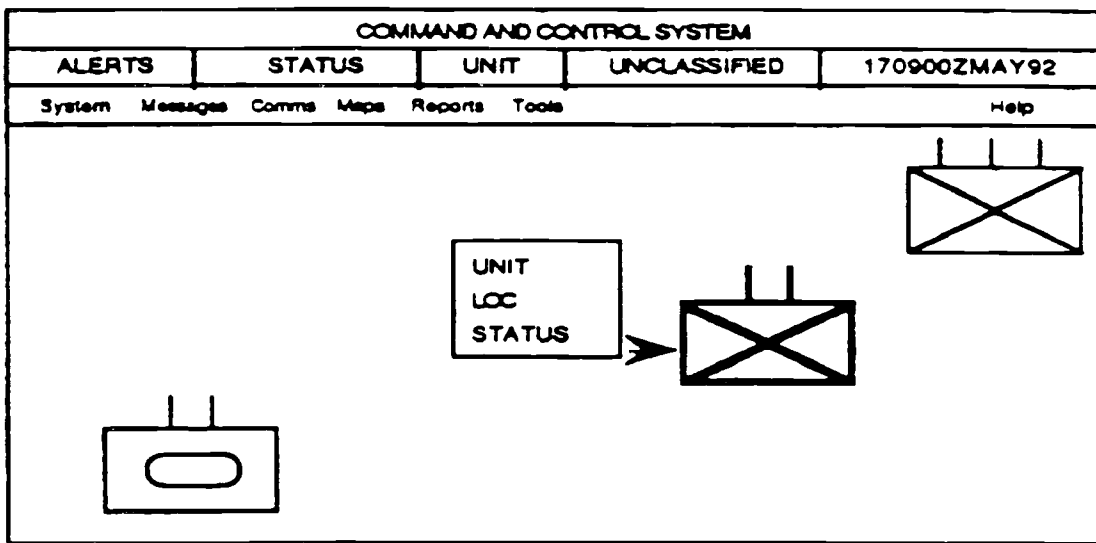 COMMAND AND CONTROL SYSTEM
ALERTS STATUS UNIT UNCLASSIFIED 170900ZMAY92
System Messages Comms Maps Reports Tools Help
UNIT
LOC
STATUS